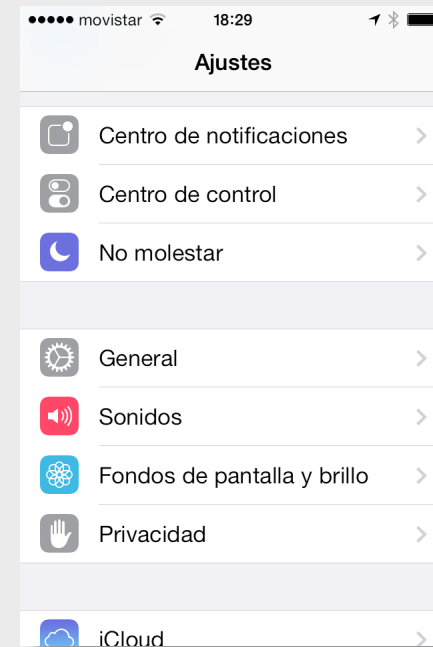 movistar 18:29
Ajustes
Centro de notificaciones
Centro de control
No molestar
General
Sonidos
Fondos de pantalla y brillo
Privacidad
iCloud